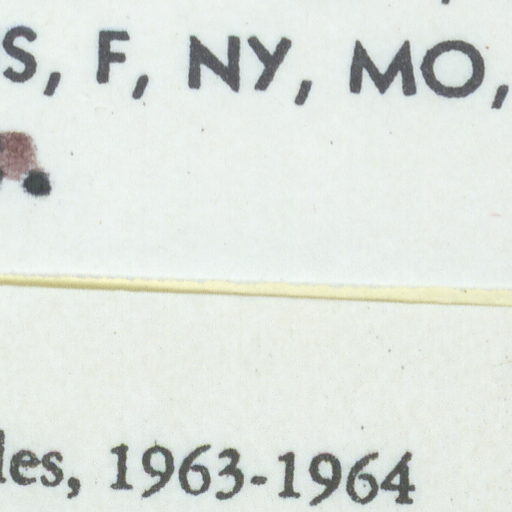 S, F, NY, MO,
les, 1963-1964